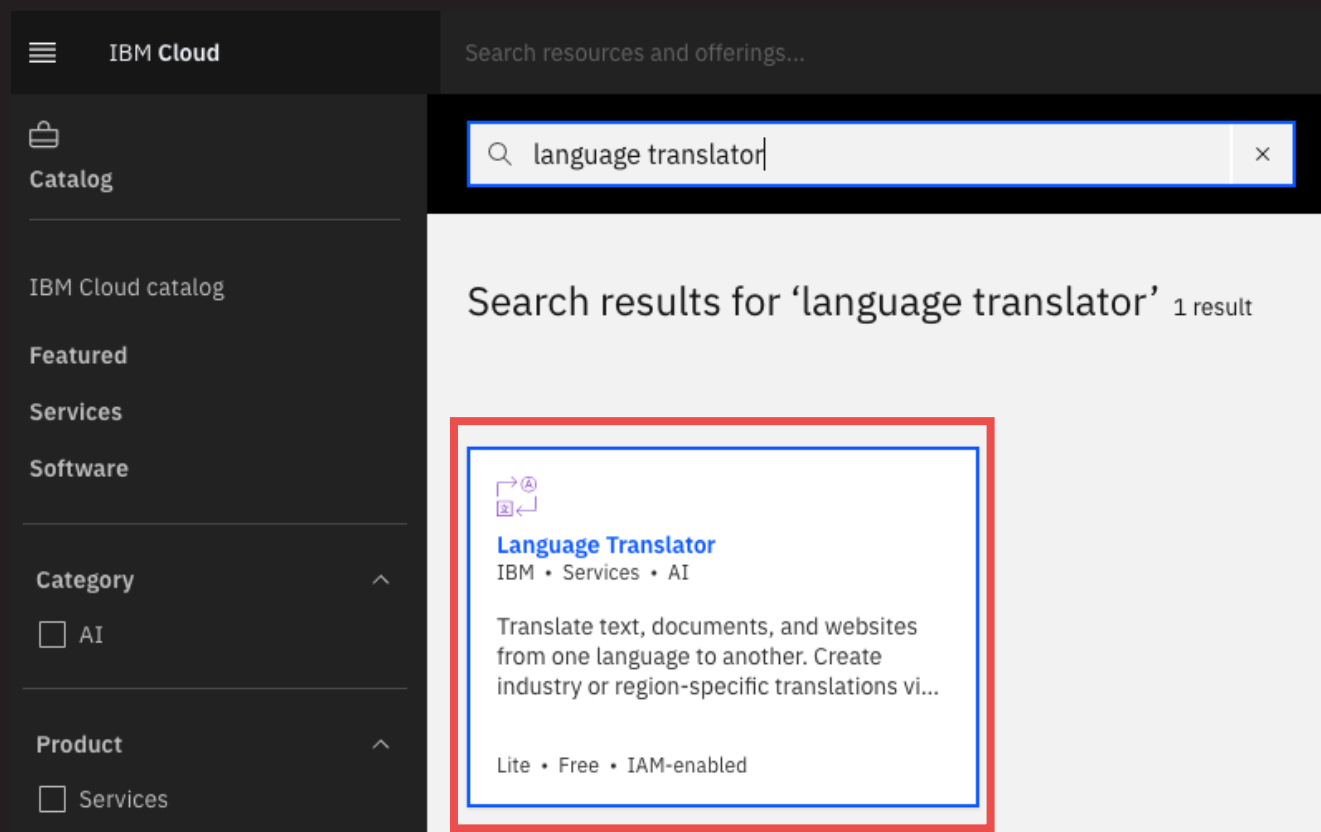 IBM Cloud
Search resources and offerings...
Catalog
IBM Cloud catalog
Featured
Services
Software
Category
AI
Product
Services
language translator
Search results for ‘language translator’ 1 result
Language Translator
IBM • Services • AI
Translate text, documents, and websites
from one language to another. Create
industry or region-specific translations vi...
Lite • Free • IAM-enabled